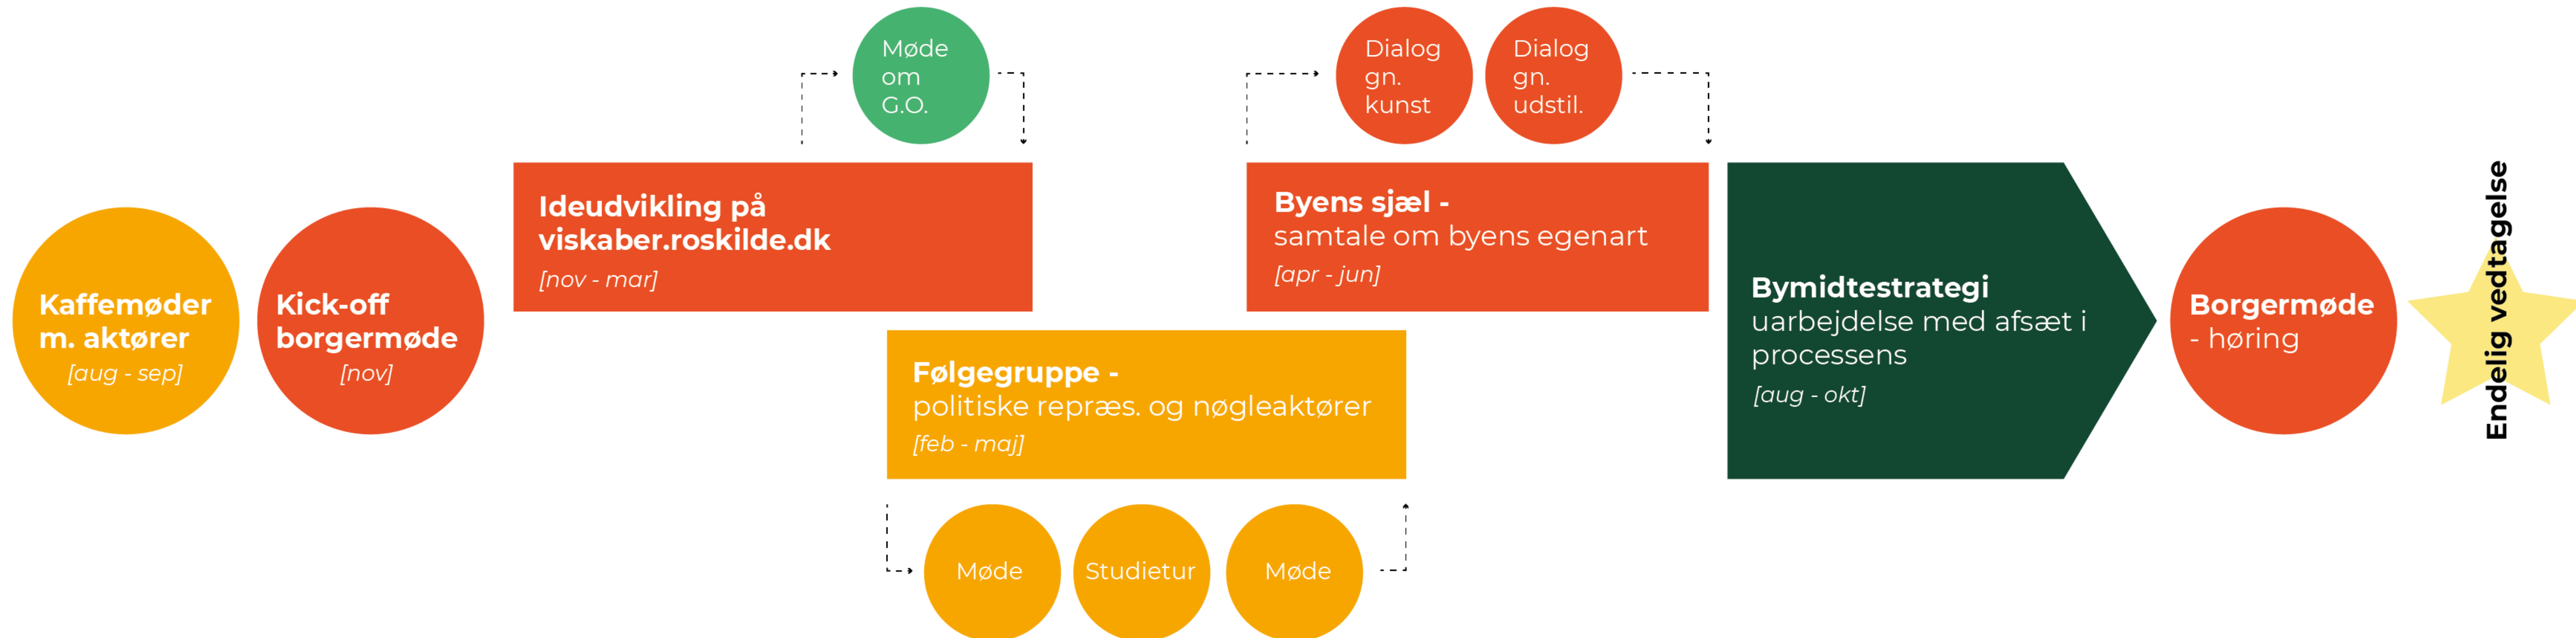 Kaffemøder
m. aktører
[aug - sep]
Kick-off
borgermøde
[nov]
Møde
om
G.O.
Ideudvikling på
viskaber.roskilde.dk
[nov - mar]
Følgegruppe -
politiske repræs. og nøgleaktører
[feb - maj]
Møde
Studietur
Møde
Dialog
gn.
kunst
Dialog
gn.
udstil.
Byens sjæl -
samtale om byens egenart
[apr - jun]
Bymidtestrategi
uarbejdelse med afsæt i
processens
[aug - okt]
Borgermøde
- høring
Endelig vedtagelse